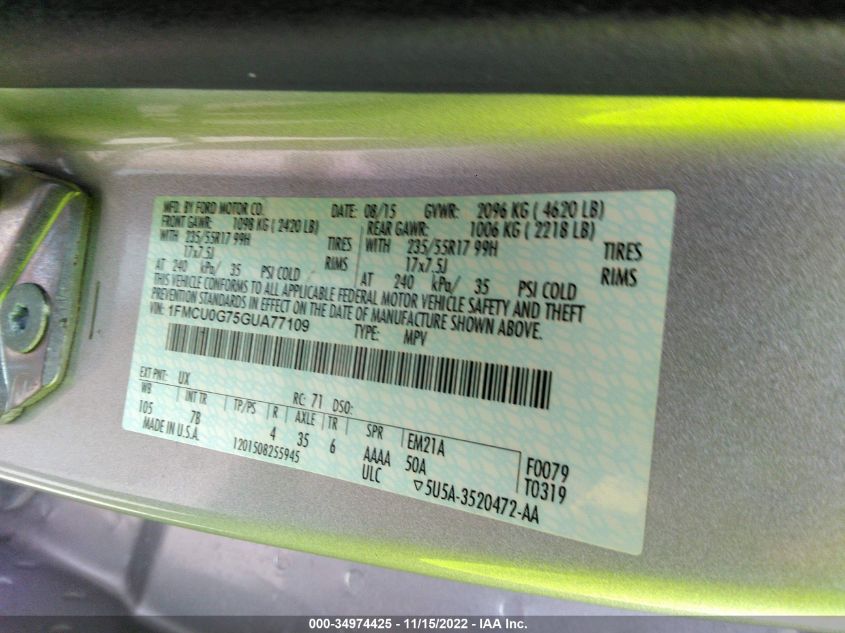 MFD. BY FORD MOTOR CO. DATE: 08/15 GVWR: 2096 KG ( 4620 LB)
FRONT GAWR: 1098 KG ( 2420 LB) REAR GAWR: 1006 KG ( 2218 LB)
WITH 235/55R17 99H TIRES WITH 235/55R17 99H TIRES
17x7.5J RIMS 17x7.5J RIMS
AT 240 kPa/ 35 PSI COLD AT 240 kPa/ 35 PSI COLD
THIS VEHICLE CONFORMS TO ALL APPLICABLE FEDERAL MOTOR VEHICLE SAFETY AND THEFT
PREVENTION STANDARDS IN EFFECT ON THE DATE OF MANUFACTURE SHOWN ABOVE.
VIN: 1FMCU0G75GUA77109 TYPE: MPV
EXT PNT: UX RC: 71 DSO:
WB INT TR TP/PS R AXLE TR SPR EM21A F0079
105 7B 4 35 6 AAAA 50A T0319
MADE IN U.S.A. 1201508255945 ULC ▽5U5A-3520472-AA
000-34974425 - 11/15/2022 - IAA Inc.